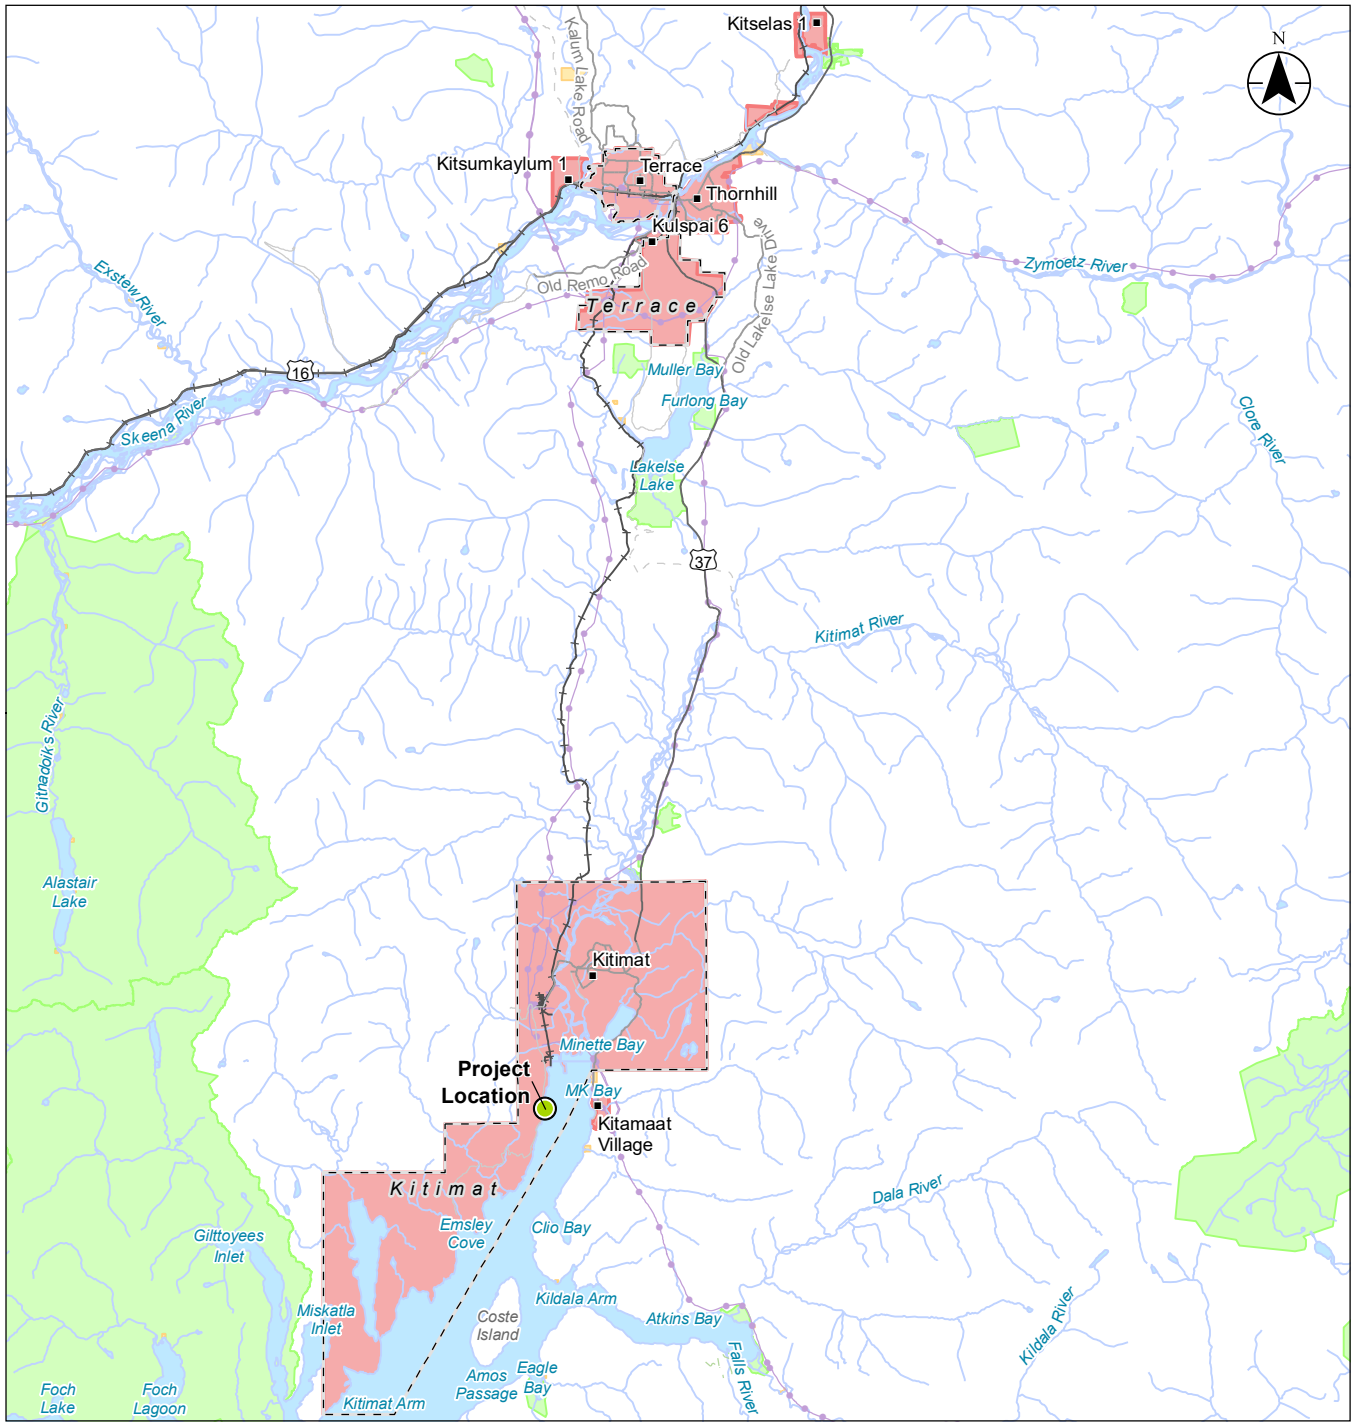 Kitselas 1
N
Kalum Lake Road
Kitsumkaylum 1
Terrace
Thornhill
Kulspai 6
Old Remo Road
Old Lakelse Lake Drive
Zymoetz River
Exstew River
Terrace
16
Muller Bay
Furlong Bay
Skeena River
Clore River
Lakelse
Lake
37
Kitimat River
Gitnadoiks River
Alastair
Lake
Kitimat
Minette Bay
Project
Location
MK Bay
Kitamaat
Village
Kitimat
Dala River
Emsley
Cove
Clio Bay
Gilttoyees
Inlet
Kildala Arm
Miskatla
Inlet
Coste
Island
Atkins Bay
Kildala River
Falls River
Eagle
Bay
Amos
Passage
Foch
Lake
Foch
Lagoon
Kitimat Arm